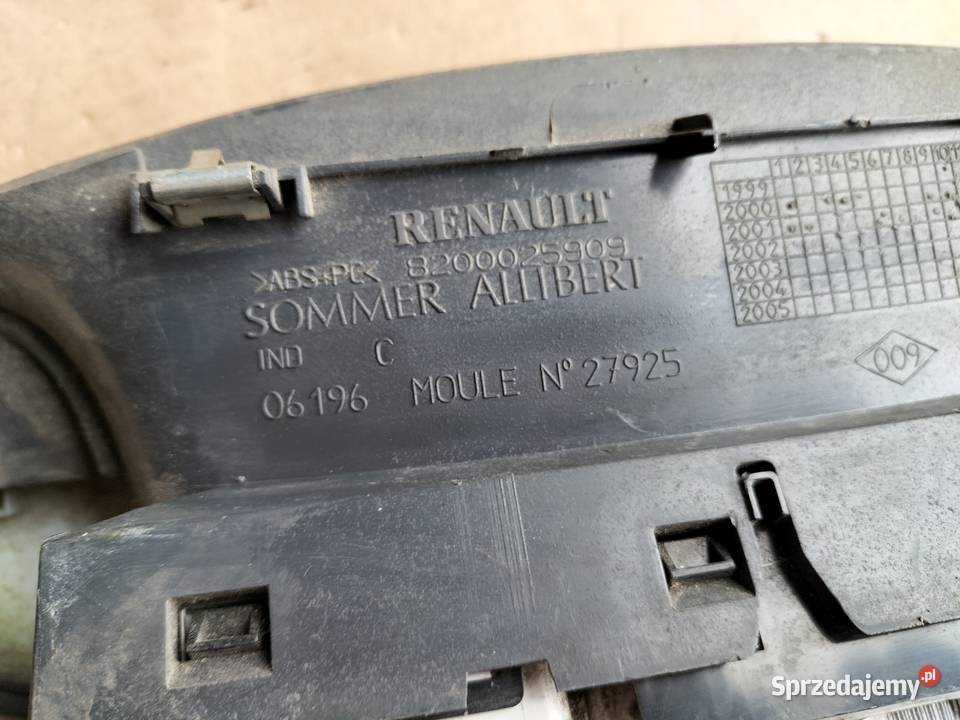 RENAULT
>ABS+PC< 8200025909
SOMMER ALLIBERT
IND C
06196 MOULE Nº 27925
1 2 3 4 5 6 7 8 9 10
1999
2000
2001
2002
2003
2004
2005
009
Sprzedajemy.pl